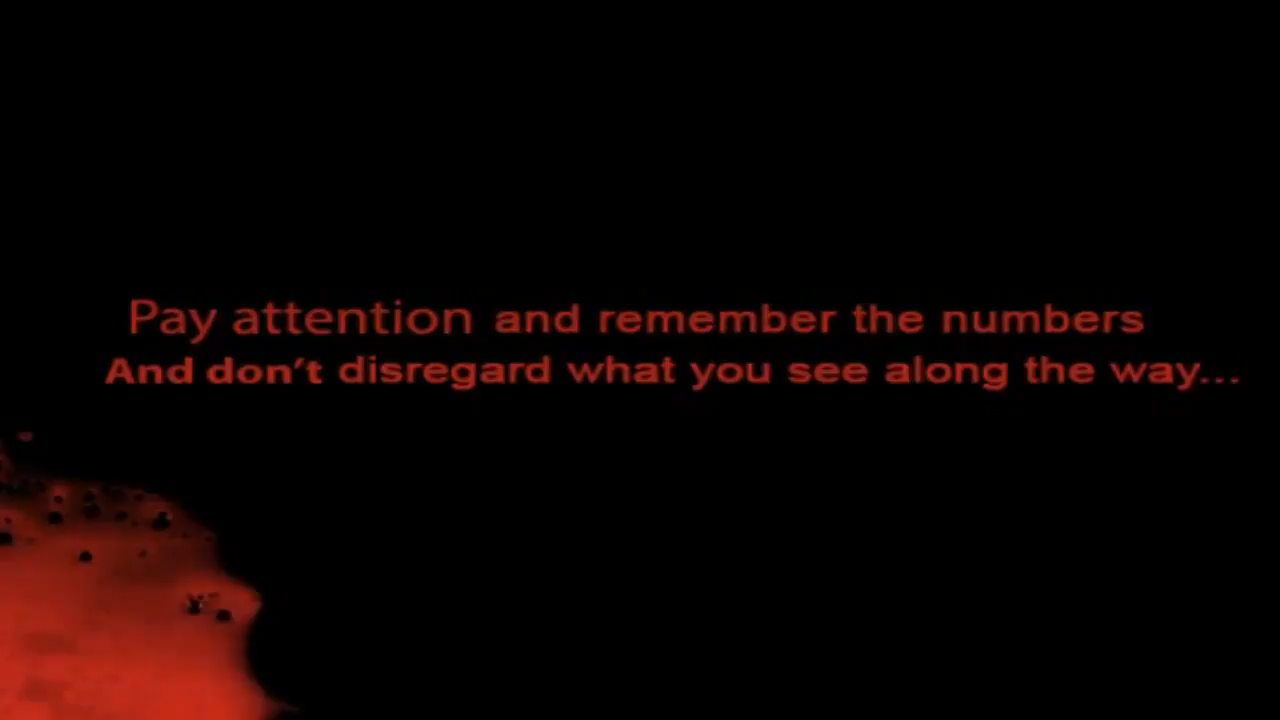 Pay attention and remember the numbers
And don't disregard what you see along the way...